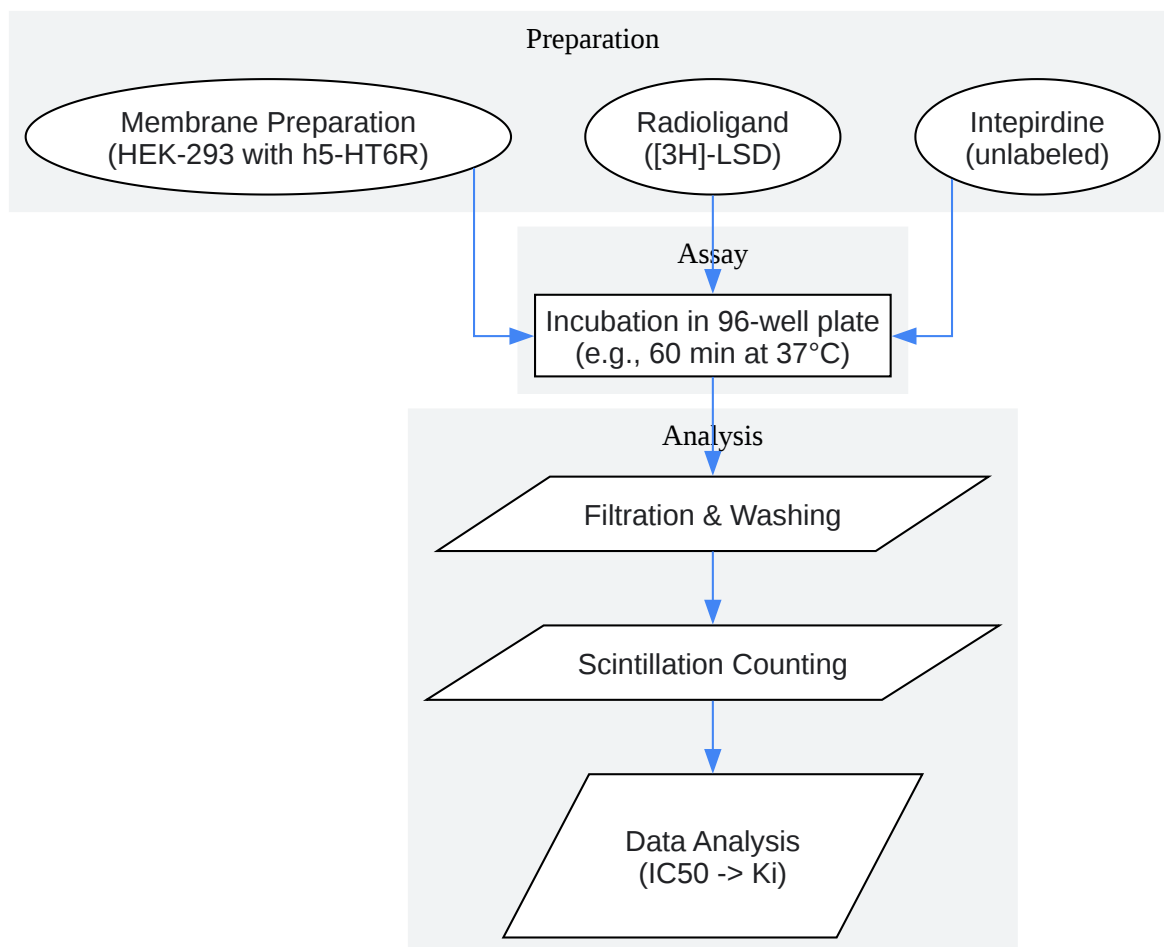 Preparation
Membrane Preparation
(HEK-293 with h5-HT6R)
Radioligand
([3H]-LSD)
Intepirdine
(unlabeled)
Assay
Incubation in 96-well plate
(e.g., 60 min at 37°C)
Analysis
Filtration & Washing
Scintillation Counting
Data Analysis
(IC50 -> Ki)